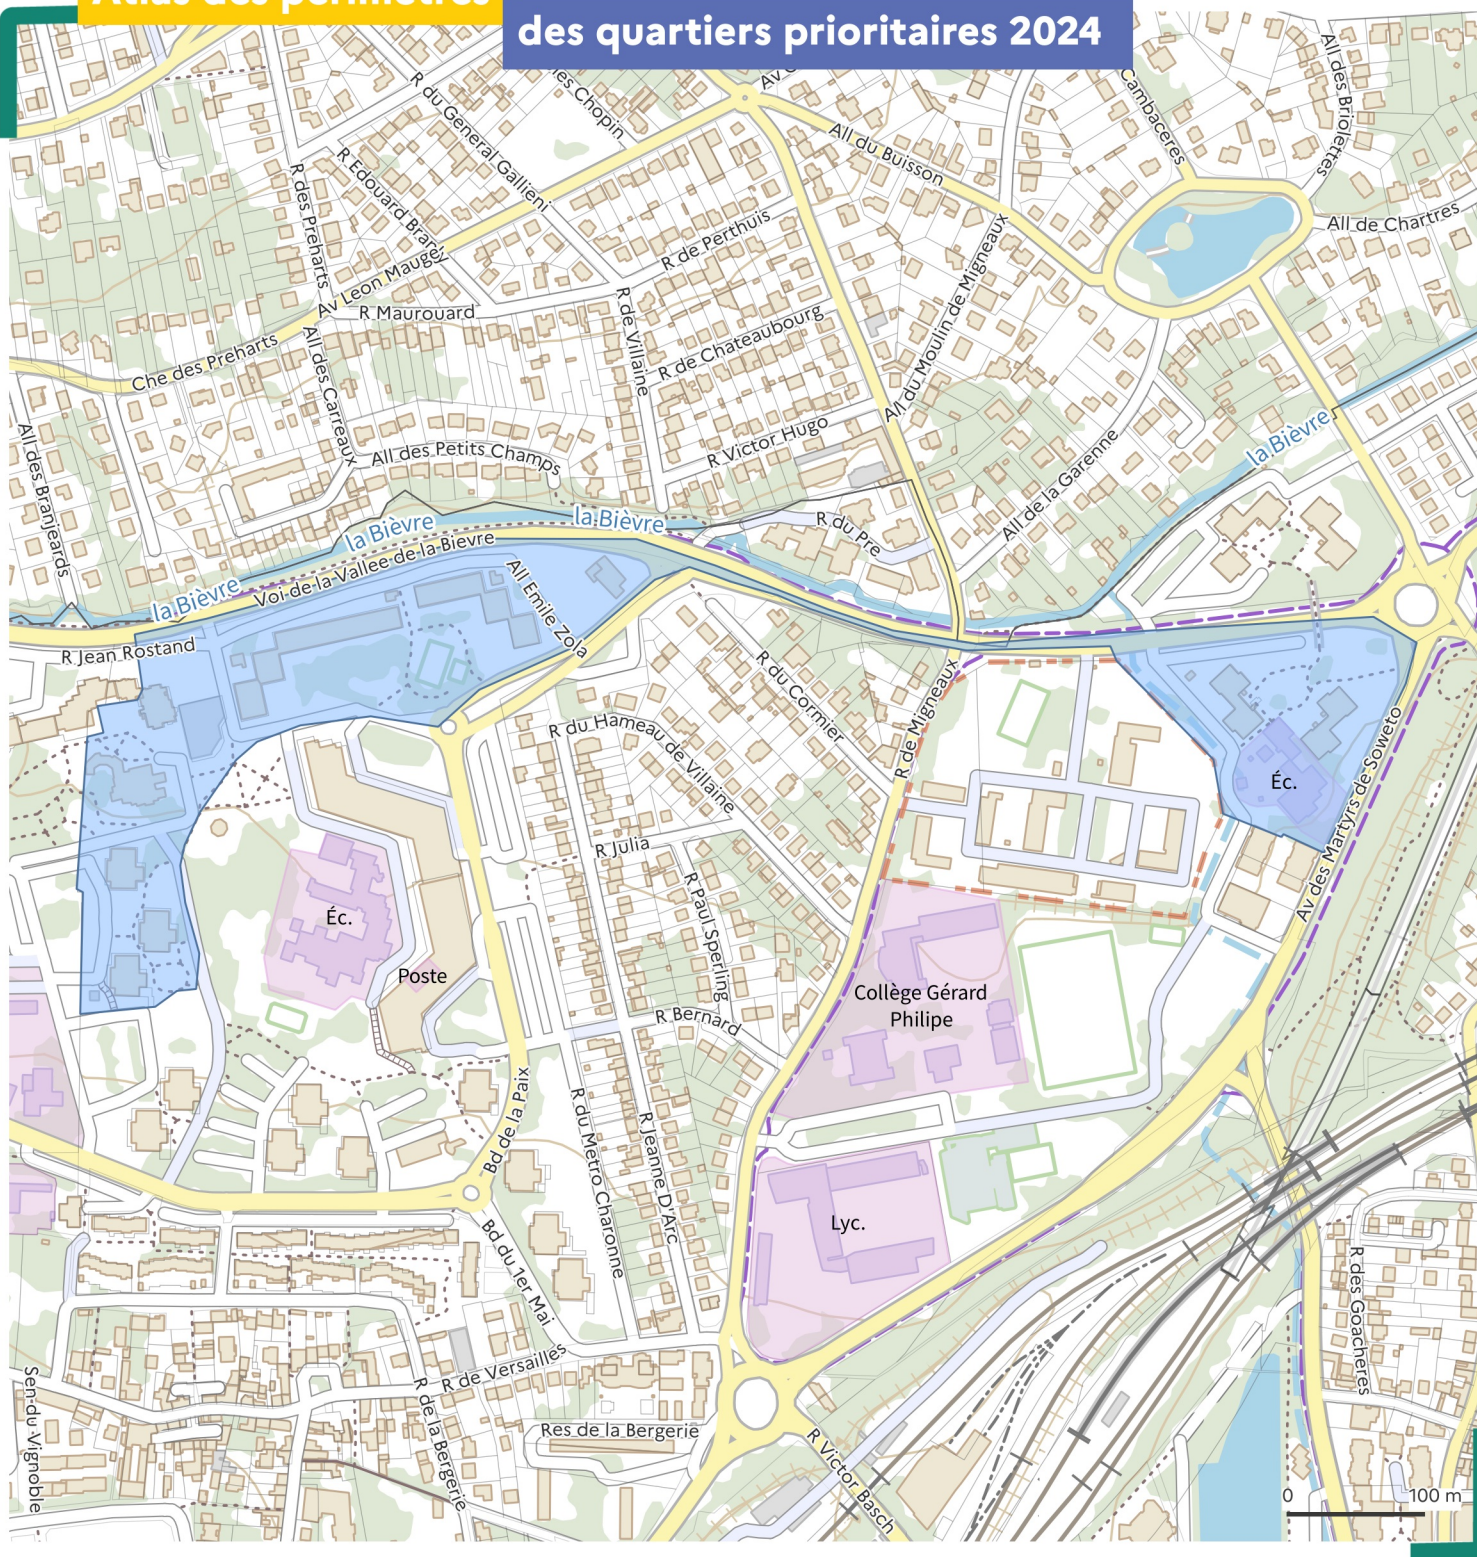 Atlas des périmètres
des quartiers prioritaires 2024
R du General Gallieni
Chopin
All du Buisson
Cambaceres
All des Briolettes
R des Preharts
R Edouard Branly
R de Perthuis
All de Chartres
Av Leon Mauger
R Maurouard
R de Villaine
R de Chateaubourg
All du Moulin de Migneaux
Che des Preharts
All des Carreaux
All des Branjeards
All des Petits Champs
R Victor Hugo
All de la Garenne
la Bièvre
la Bièvre
la Bièvre
la Bièvre
R du Pre
Voi de la Vallee de la Bievre
All Emile Zola
R Jean Rostand
R du Cormier
R de Migneaux
R du Hameau de Villaine
Éc.
Av des Martyrs de Soweto
R Julia
R Paul Sperling
Éc.
Poste
Collège Gérard
Philipe
R Bernard
Bd de la Paix
R du Metro Charonne
R Jeanne D'Arc
Lyc.
Bd du 1er Mai
R des Goacheres
R de Versailles
Sen du Vignoble
R de la Bergerie
Res de la Bergerie
R Victor Basch
0
100 m